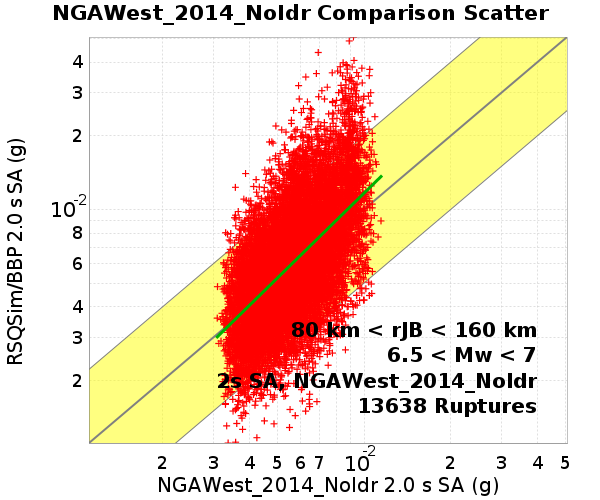 NGAWest_2014_NoIdr Comparison Scatter
RSQSim/BBP 2.0 s SA (g)
4
3
2
10-2
8
6
4
3
2
80 km < rJB < 160 km
6.5 < Mw < 7
2s SA, NGAWest_2014_NoIdr
13638 Ruptures
2 3 4 5 6 7 10-2 2 3 4 5
NGAWest_2014_NoIdr 2.0 s SA (g)